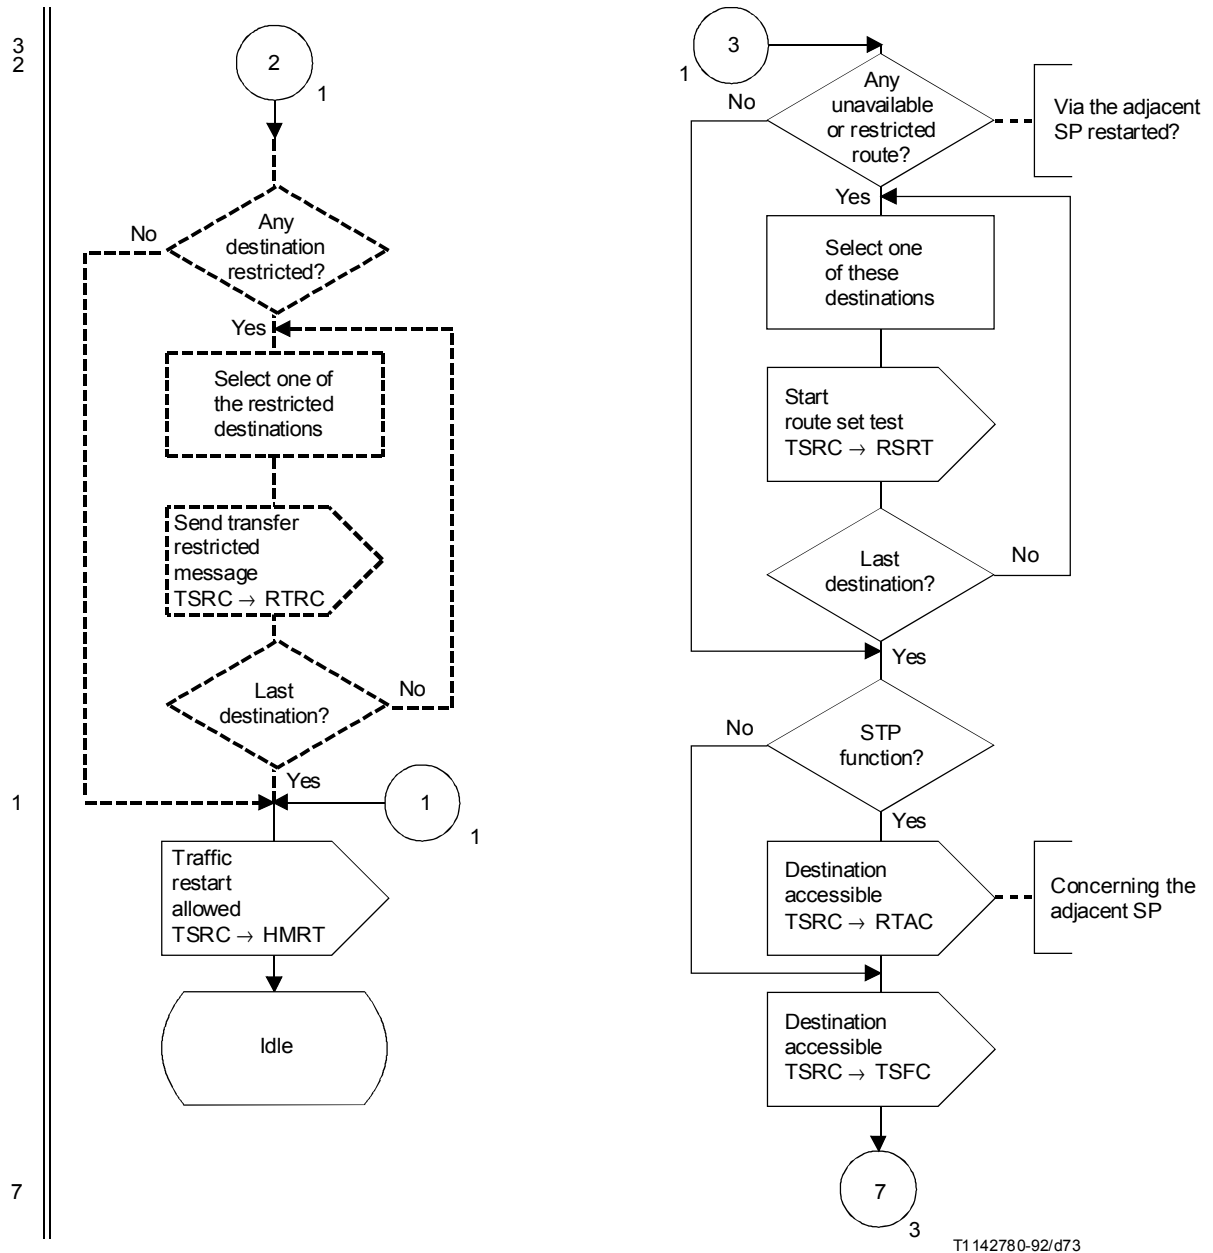 3
2
2
1
Any
destination
restricted?
No
Yes
Select one of
the restricted
destinations
Send transfer
restricted
message
TSRC → RTRC
Last
destination?
No
Yes
1
1
1
Traffic
restart
allowed
TSRC → HMRT
Idle
7
3
1
Any
unavailable
or restricted
route?
No
Via the adjacent
SP restarted?
Yes
Select one
of these
destinations
Start
route set test
TSRC → RSRT
Last
destination?
No
Yes
STP
function?
No
Yes
Destination
accessible
TSRC → RTAC
Concerning the
adjacent SP
Destination
accessible
TSRC → TSFC
7
3
T1142780-92/d73